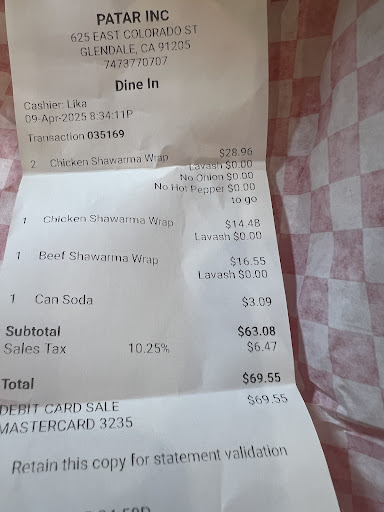 PATAR INC
625 EAST COLORADO ST
GLENDALE, CA 91205
7473770707
Dine In
Cashier: Lika
09-Apr-2025 8:34:11P
Transaction 035169
2 Chicken Shawarma Wrap $28.96
Lavash $0.00
No Onion $0.00
No Hot Pepper $0.00
to go
1 Chicken Shawarma Wrap $14.48
Lavash $0.00
1 Beef Shawarma Wrap $16.55
Lavash $0.00
1 Can Soda $3.09
Subtotal $63.08
Sales Tax 10.25% $6.47
Total $69.55
DEBIT CARD SALE $69.55
MASTERCARD 3235
Retain this copy for statement validation